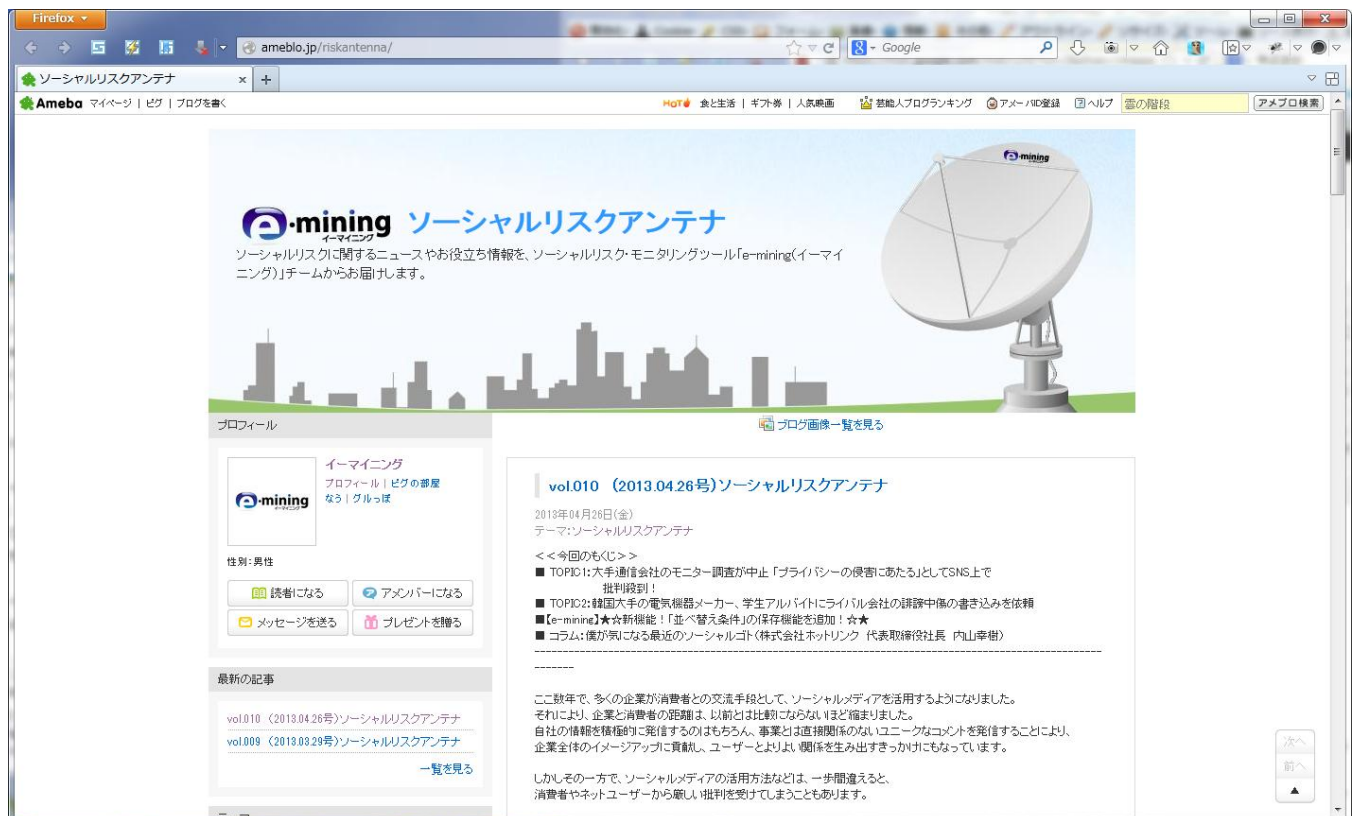 Firefox
ameblo.jp/riskantenna/
Google
ソーシャルリスクアンテナ
Ameba マイページ | ピグ | ブログを書く
HOT 食と生活 | ギフト券 | 人気映画 芸能人ブログランキング アメーバID登録 ヘルプ 雲の階段 アメブロ検索
e-mining
e-mining ソーシャルリスクアンテナ
イーマイニング
ソーシャルリスクに関するニュースやお役立ち情報を、ソーシャルリスク・モニタリングツール「e-mining(イーマイ
ニング)」チームからお届けします。
プロフィール
ブログ画像一覧を見る
イーマイニング
プロフィール | ピグの部屋
なう | グルっぽ
e-mining
イーマイニング
性別:男性
読者になる
アメンバーになる
メッセージを送る
プレゼントを贈る
最新の記事
vol.010 (2013.04.26号)ソーシャルリスクアンテナ
vol.009 (2013.03.29号)ソーシャルリスクアンテナ
一覧を見る
vol.010 (2013.04.26号)ソーシャルリスクアンテナ
2013年04月26日(金)
テーマ:ソーシャルリスクアンテナ
<<今回のもくじ>>
■ TOPIC1:大手通信会社のモニター調査が中止 「プライバシーの侵害にあたる」としてSNS上で
批判殺到!
■ TOPIC2:韓国大手の電気機器メーカー、学生アルバイトにライバル会社の誹謗中傷の書き込みを依頼
■【e-mining】★☆新機能!「並べ替え条件」の保存機能を追加!☆★
■ コラム:僕が気になる最近のソーシャルゴト(株式会社ホットリンク 代表取締役社長 内山幸樹)
ここ数年で、多くの企業が消費者との交流手段として、ソーシャルメディアを活用するようになりました。
それにより、企業と消費者の距離は、以前とは比較にならないほど縮まりました。
自社の情報を積極的に発信するのはもちろん、事業とは直接関係のないユニークなコメントを発信することにより、
企業全体のイメージアップに貢献し、ユーザーとよりよい関係を生み出すきっかけにもなっています。
しかしその一方で、ソーシャルメディアの活用方法などは、一歩間違えると、
消費者やネットユーザーから厳しい批判を受けてしまうこともあります。
次へ
前へ